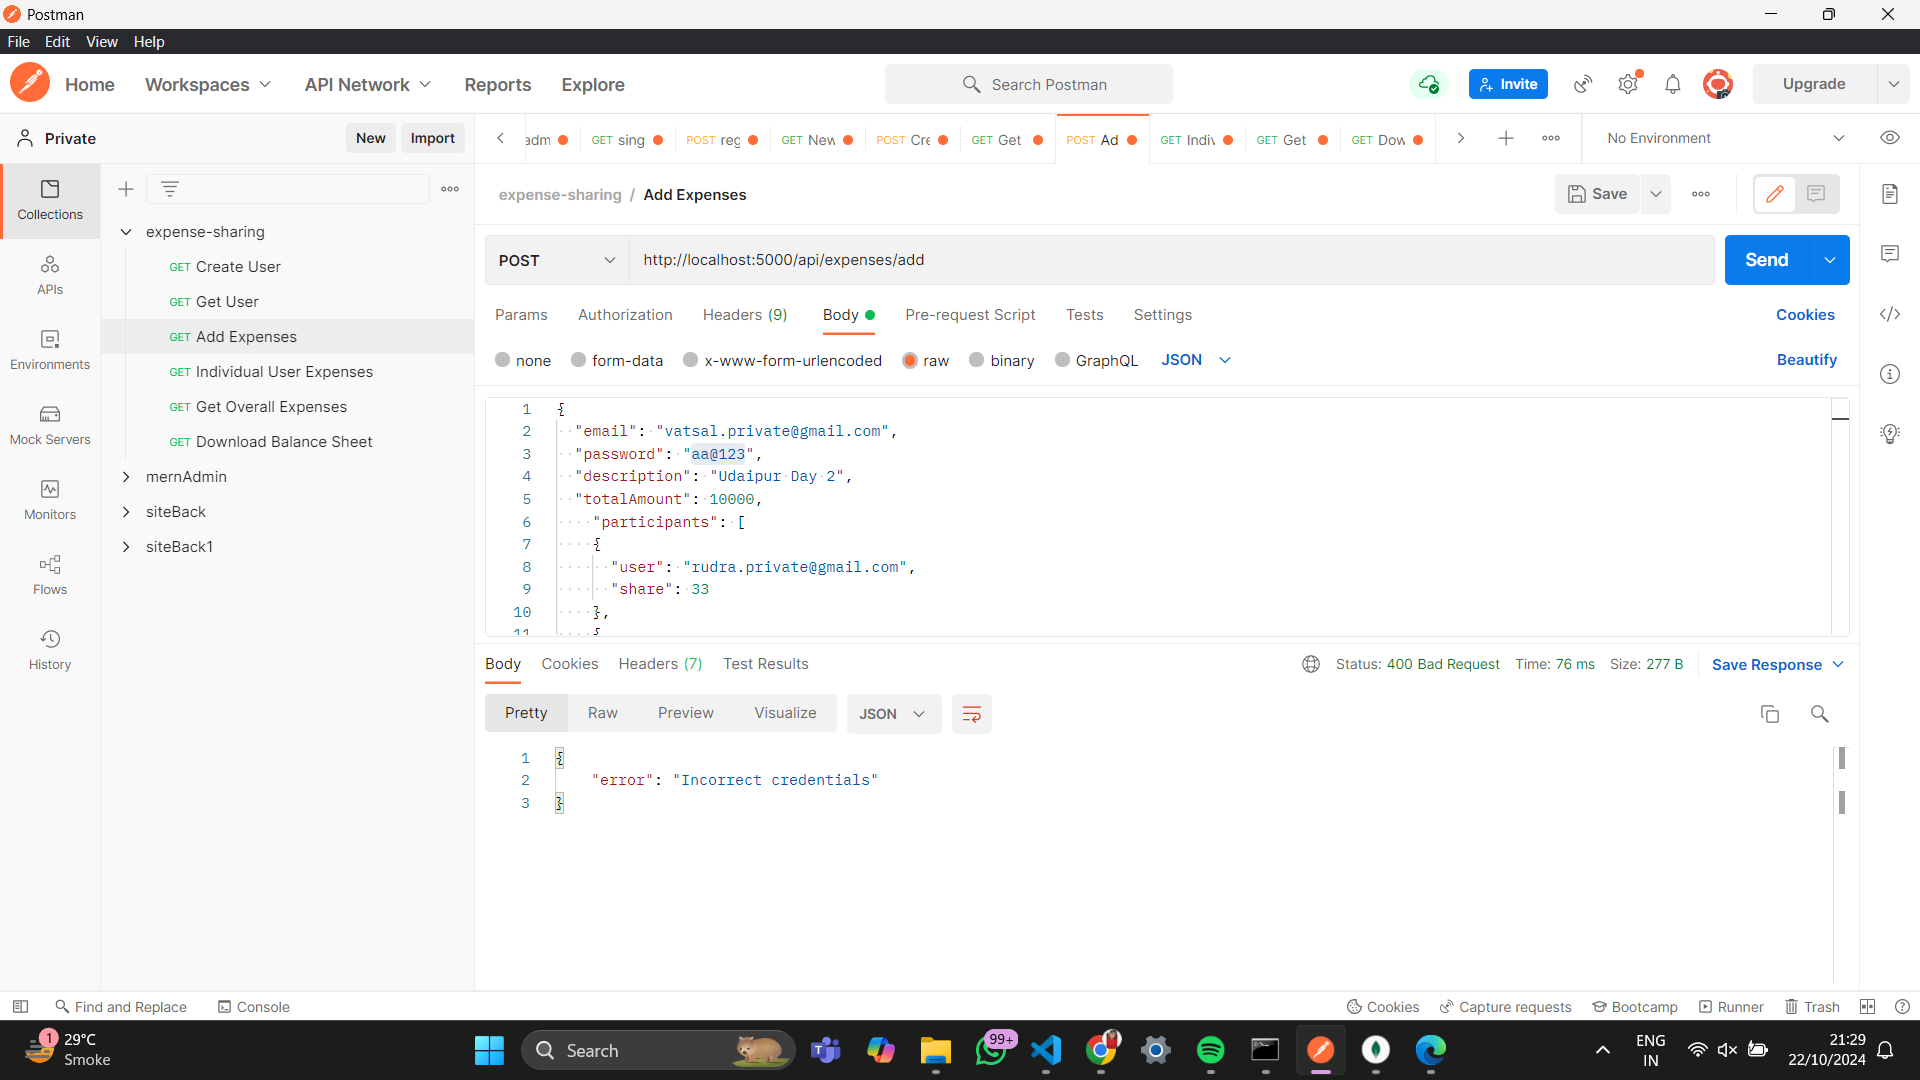 Postman
File Edit View Help
Home Workspaces API Network Reports Explore
Search Postman
Invite
Upgrade
Private
New Import
adm
GET sing
POST reg
GET New
POST Cre
GET Get
POST Ad
GET Indiv
GET Get
GET Dow
No Environment
Collections
APIs
Environments
Mock Servers
Monitors
Flows
History
expense-sharing
GET Create User
GET Get User
GET Add Expenses
GET Individual User Expenses
GET Get Overall Expenses
GET Download Balance Sheet
mernAdmin
siteBack
siteBack1
expense-sharing / Add Expenses
Save
POST http://localhost:5000/api/expenses/add
Send
Params Authorization Headers (9) Body Pre-request Script Tests Settings
Cookies
none form-data x-www-form-urlencoded raw binary GraphQL JSON
Beautify
1 {
2 "email": "vatsal.private@gmail.com",
3 "password": "aa@123",
4 "description": "Udaipur Day 2",
5 "totalAmount": 10000,
6 "participants": [
7 {
8 "user": "rudra.private@gmail.com",
9 "share": 33
10 },
11 {
Body Cookies Headers (7) Test Results
Status: 400 Bad Request Time: 76 ms Size: 277 B Save Response
Pretty Raw Preview Visualize JSON
1 {
2 "error": "Incorrect credentials"
3 }
Find and Replace Console
Cookies Capture requests Bootcamp Runner Trash
1
29°C
Smoke
Search
99+
ENG
IN
21:29
22/10/2024